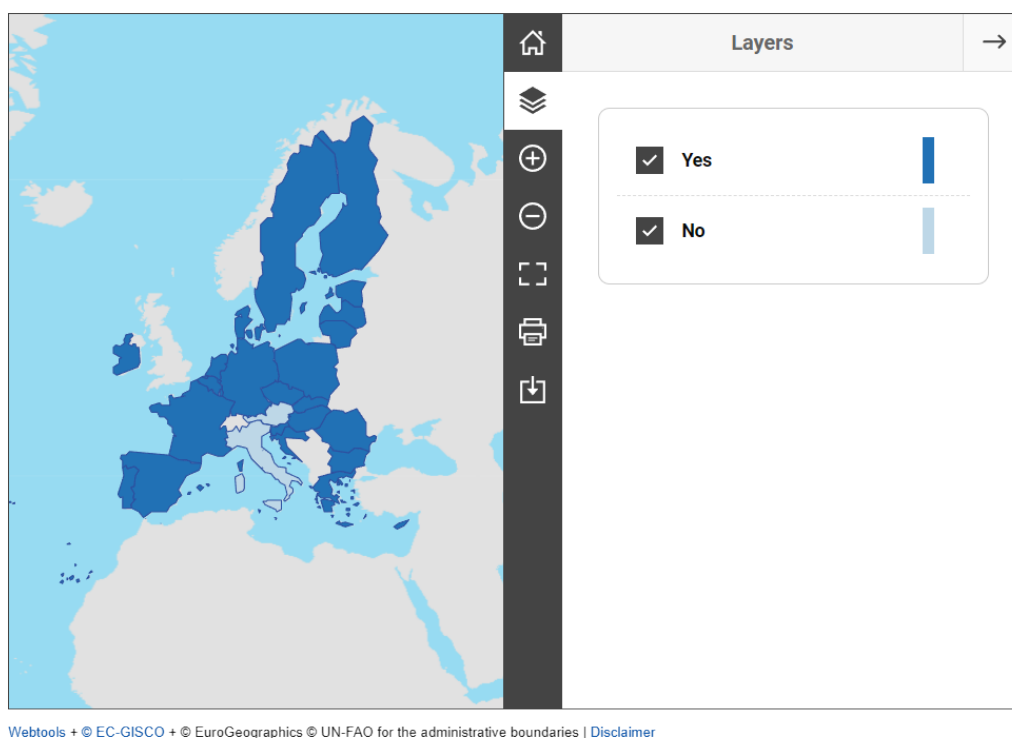 Layers
Yes
No
Webtools + © EC-GISCO + © EuroGeographics © UN-FAO for the administrative boundaries | Disclaimer